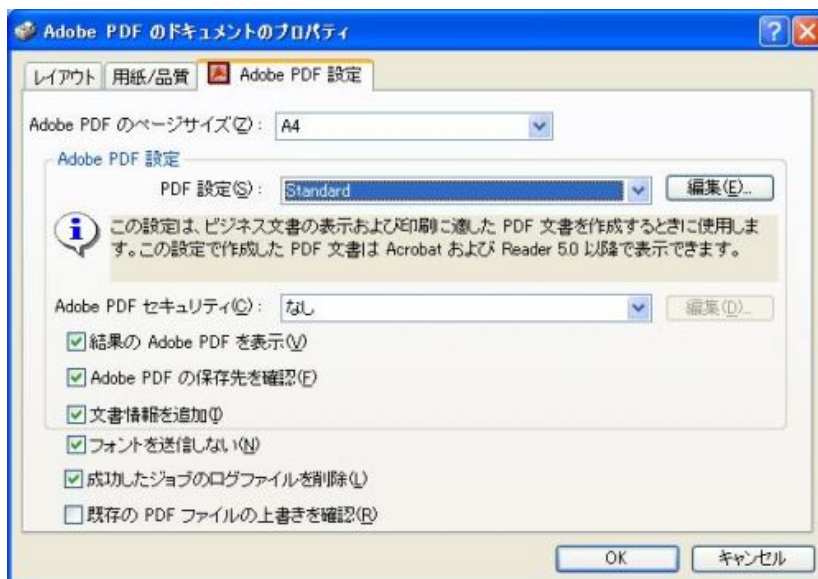 Adobe PDF のドキュメントのプロパティ
レイアウト 用紙/品質 Adobe PDF 設定
Adobe PDF のページサイズ(Z): A4
Adobe PDF 設定
PDF 設定(S): Standard 編集(E)...
この設定は、ビジネス文書の表示および印刷に適した PDF 文書を作成するときに使用しま
す。この設定で作成した PDF 文書は Acrobat および Reader 5.0 以降で表示できます。
Adobe PDF セキュリティ(C): なし 編集(D)...
結果の Adobe PDF を表示(V)
Adobe PDF の保存先を確認(F)
文書情報を追加(I)
フォントを送信しない(N)
成功したジョブのログファイルを削除(L)
既存の PDF ファイルの上書きを確認(R)
OK キャンセル